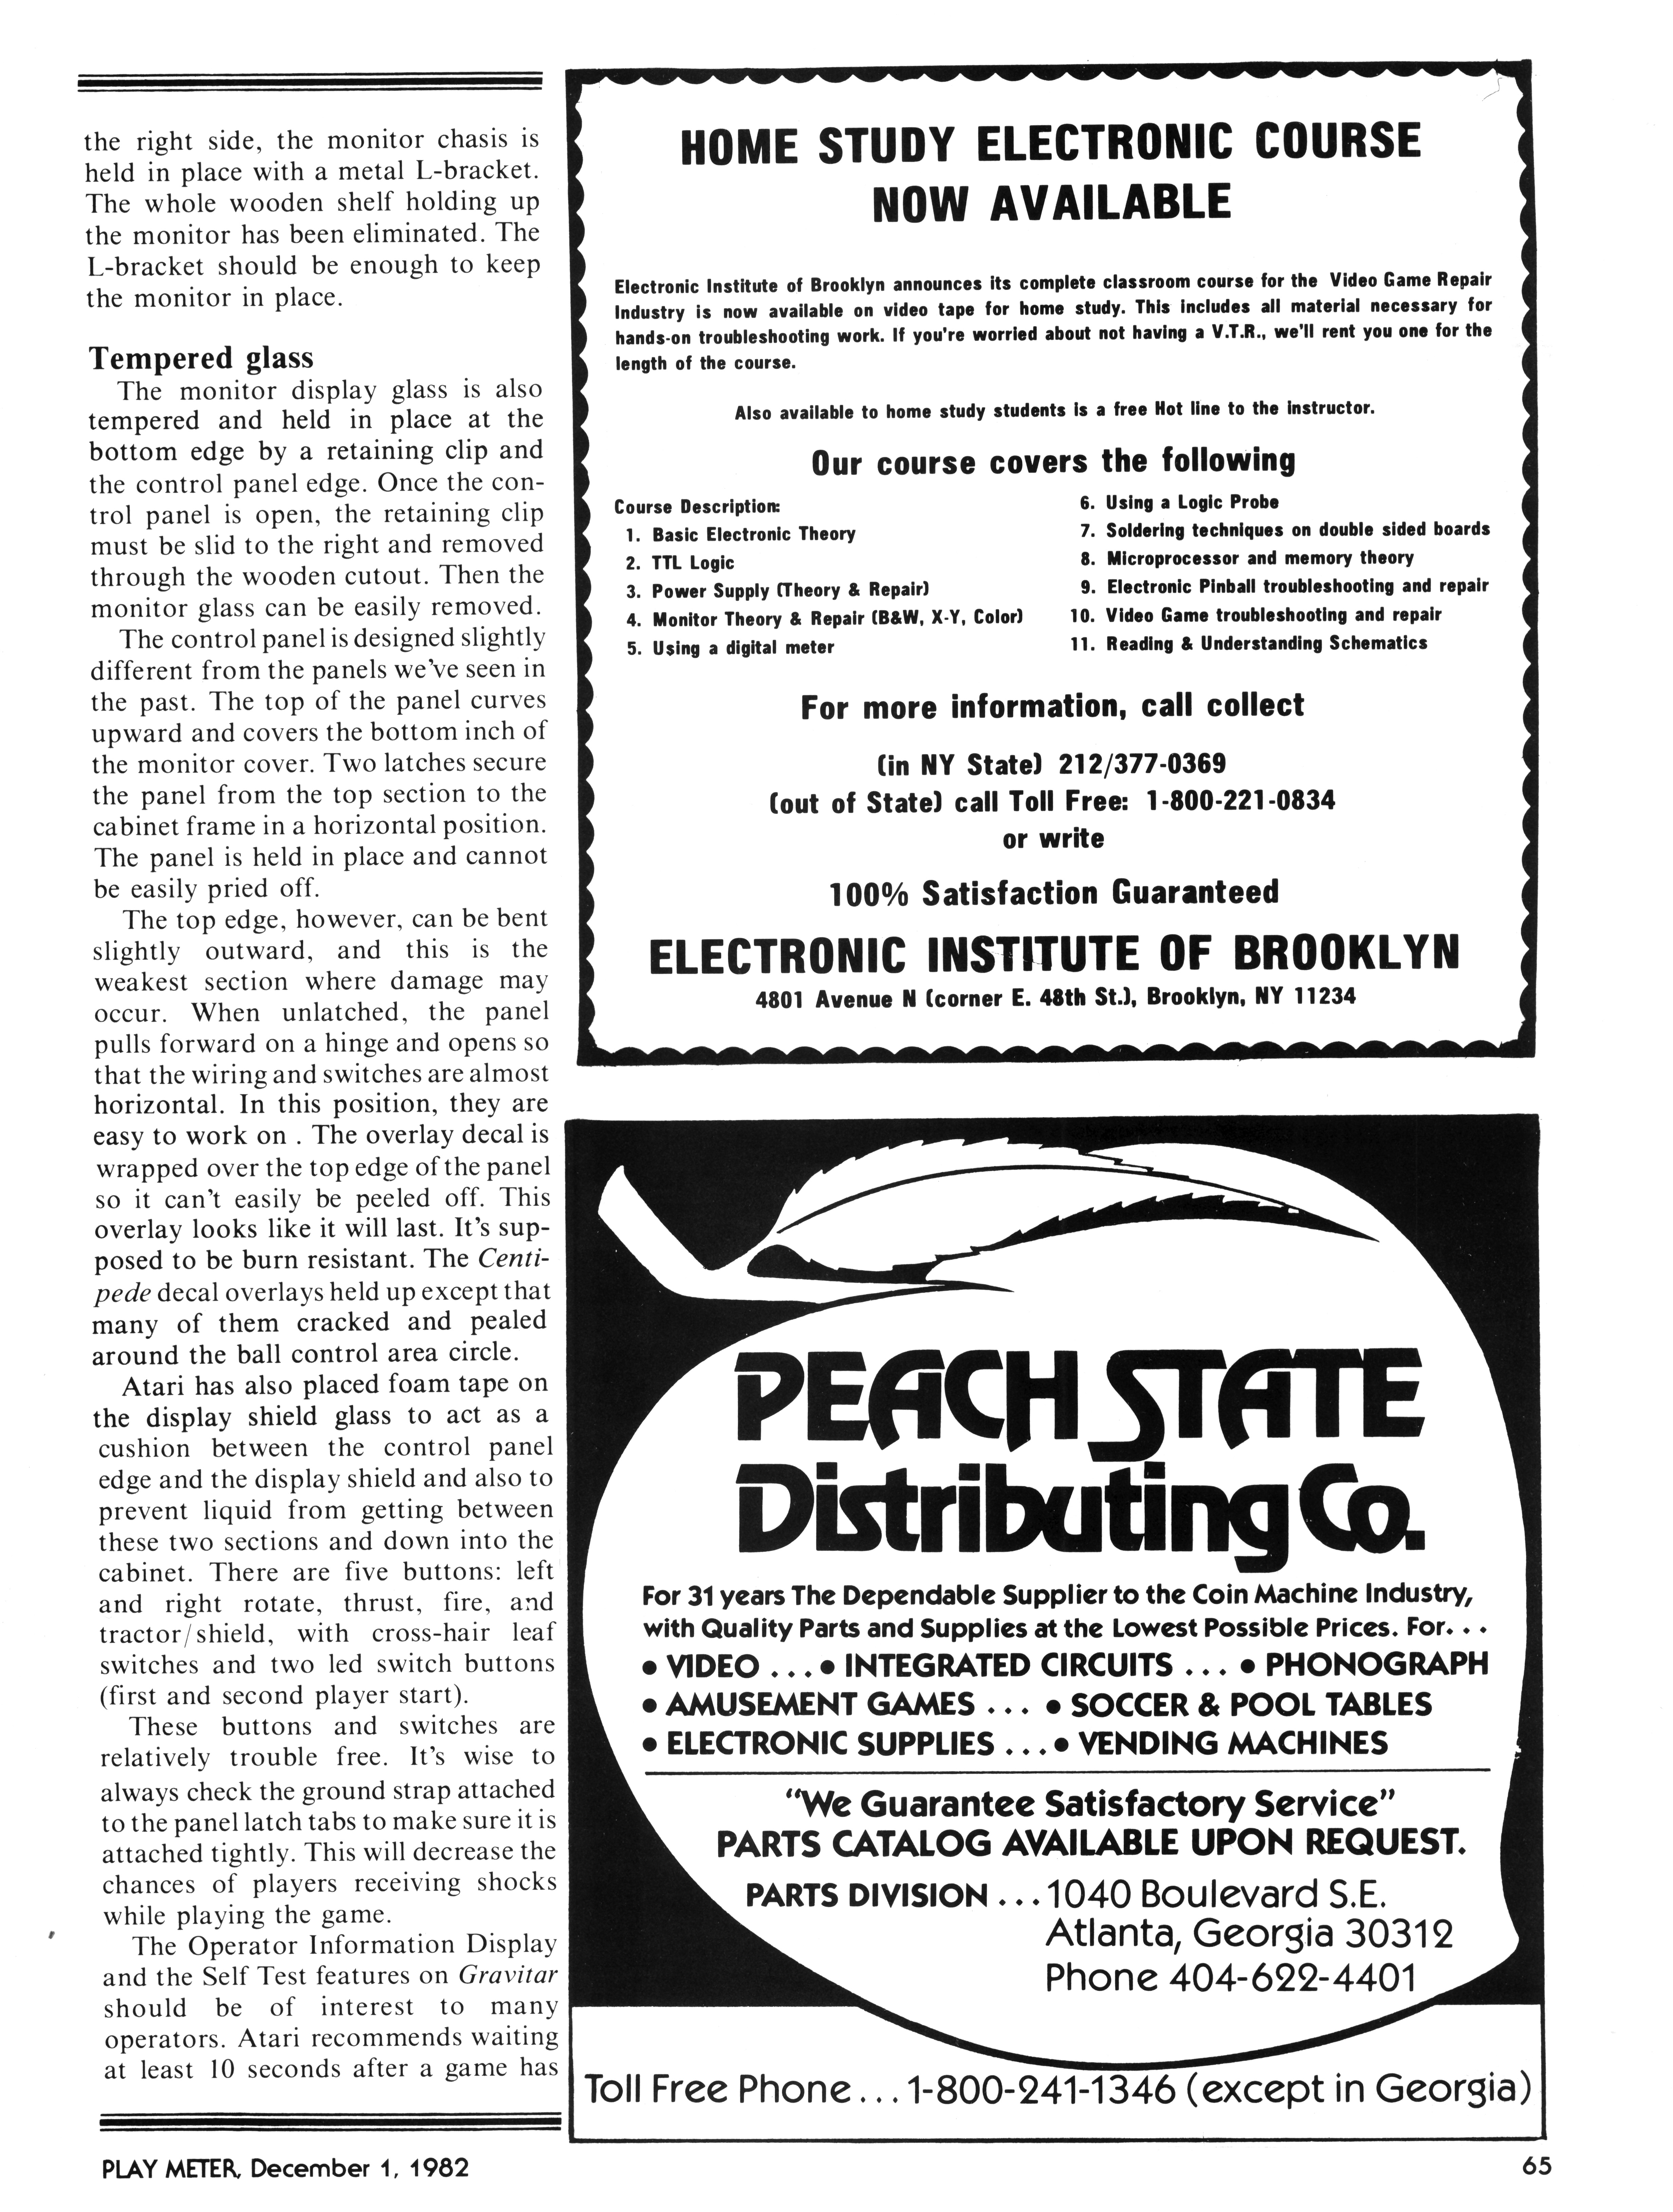 the right side, the monitor chasis is
held in place with a metal L-bracket.
The whole wooden shelf holding up
the monitor has been eliminated. The
L-bracket should be enough to keep
the monitor in place.
Tempered glass
The monitor display glass is also
tempered and held in place at the
bottom edge by a retaining clip and
the control panel edge. Once the con-
trol panel is open, the retaining clip
must be slid to the right and removed
through the wooden cutout. Then the
monitor glass can be easily removed.
The control panel is designed slightly
different from the panels we've seen in
the past. The top of the panel curves
upward and covers the bottom inch of
the monitor cover. Two latches secure
the panel from the top section to the
cabinet frame in a horizontal position.
The panel is held in place and cannot
be easily pried off.
The top edge, however, can be bent
slightly outward, and this is the
weakest section where damage may
occur. When unlatched, the panel
pulls forward on a hinge and opens so
that the wiring and switches are almost
horizontal. In this position, they are
easy to work on . The overlay decal is
wrapped over the top edge of the panel
so it can't easily be peeled off. This
overlay looks like it will last. It's sup-
posed to be burn resistant. The Centi-
pede decal overlays held up except that
many of them cracked and pealed
around the ball control area circle.
Atari has also placed foam tape on
the display shield glass to act as a
cushion between the control panel
edge and the display shield and also to
prevent liquid from getting between
these two sections and down into the
cabinet. There are five buttons: left
and right rotate, thrust, fire, and
tractor/shield, with cross-hair leaf
switches and two led switch buttons
(first and second player start).
These buttons and switches are
relatively trouble free. It's wise to
always check the ground strap attached
to the panel latch tabs to make sure it is
attached tightly. This will decrease the
chances of players receiving shocks
while playing the game.
The Operator Information Display
and the Self Test features on Gravitar
should be of interest to many
operators. Atari recommends waiting
at least 10 seconds after a game has
HOME STUDY ELECTRONIC COURSE
NOW AVAILABLE
Electronic Institute of Brooklyn announces its complete classroom course for the Video Game Repair
Industry is now available on video tape for home study. This includes all material necessary for
hands-on troubleshooting work. If you're worried about not having a V.T.R., we'll rent you one for the
length of the course.
Also available to home study students is a free Hot line to the instructor.
Our course covers the following
Course Description:
1. Basic Electronic Theory
2. TTL Logic
3. Power Supply (Theory & Repair)
4. Monitor Theory & Repair (B&W, X-Y, Color)
5. Using a digital meter
6. Using a Logic Probe
7. Soldering techniques on double sided boards
8. Microprocessor and memory theory
9. Electronic Pinball troubleshooting and repair
10. Video Game troubleshooting and repair
11. Reading & Understanding Schematics
For more information, call collect
(in NY State) 212/377-0369
(out of State) call Toll Free: 1-800-221-0834
or write
100% Satisfaction Guaranteed
ELECTRONIC INSTITUTE OF BROOKLYN
4801 Avenue N (corner E. 48th St.), Brooklyn, NY 11234
PEACH STATE
Distributing Co.
For 31 years The Dependable Supplier to the Coin Machine Industry,
with Quality Parts and Supplies at the Lowest Possible Prices. For. . .
• VIDEO ... • INTEGRATED CIRCUITS ... • PHONOGRAPH
• AMUSEMENT GAMES ... • SOCCER & POOL TABLES
• ELECTRONIC SUPPLIES ... • VENDING MACHINES
"We Guarantee Satisfactory Service"
PARTS CATALOG AVAILABLE UPON REQUEST.
PARTS DIVISION ... 1040 Boulevard S.E.
Atlanta, Georgia 30312
Phone 404-622-4401
Toll Free Phone ... 1-800-241-1346 (except in Georgia)
PLAY METER, December 1, 1982
65